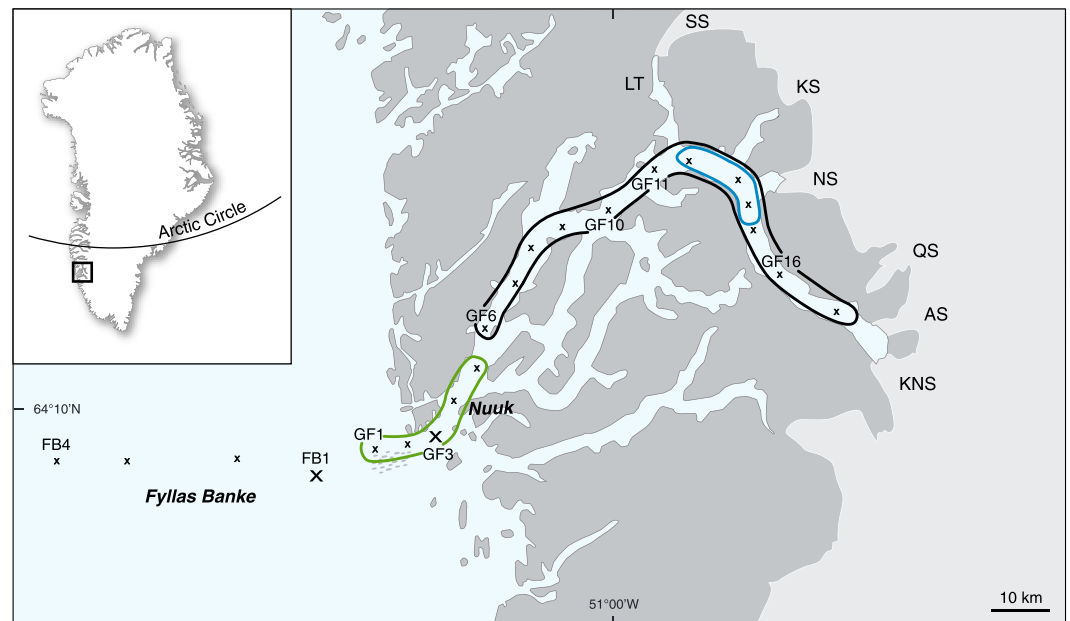 SS
LT
KS
NS
Arctic Circle
GF11
GF10
QS
GF16
GF6
AS
KNS
64°10'N
Nuuk
GF1
FB4
FB1
GF3
Fyllas Banke
51°00'W
10 km